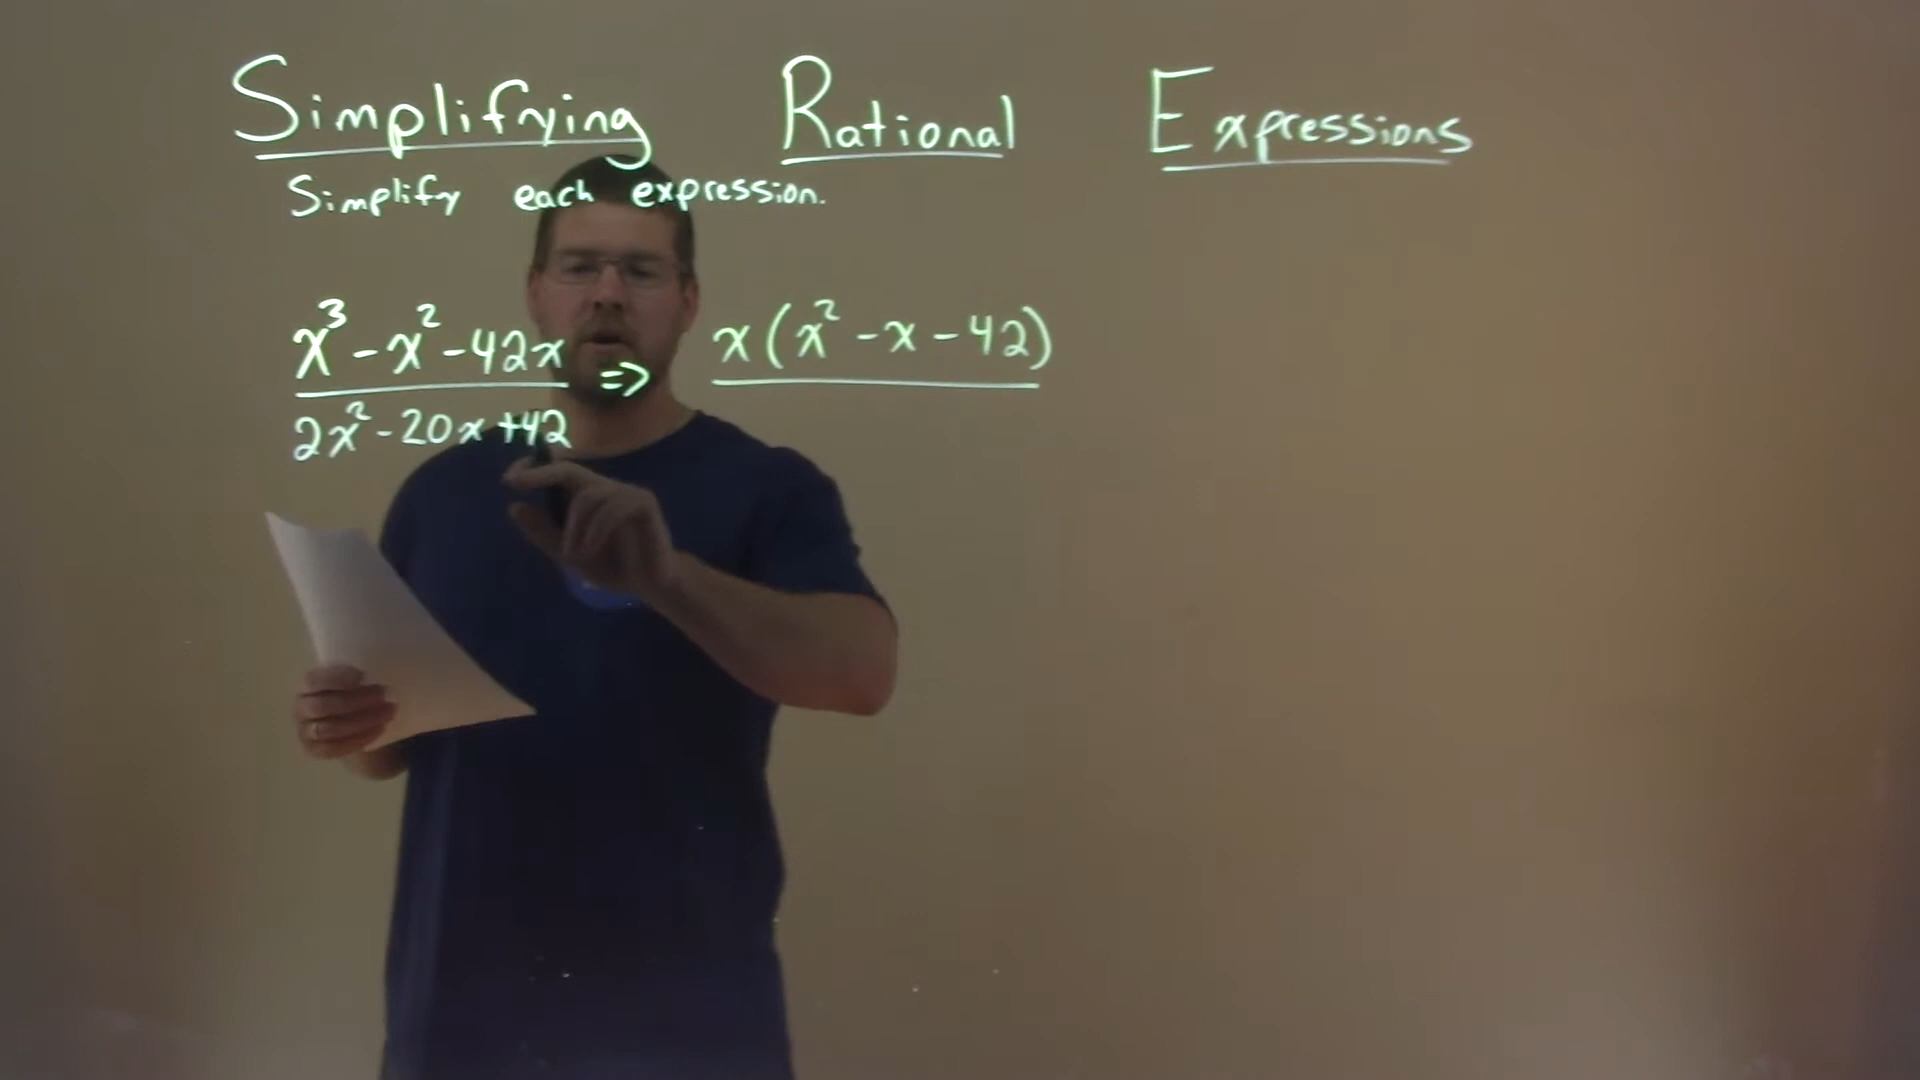 Simplifying Rational Expressions
Simplify each expression.
x³ - x² - 42x => x(x² - x - 42)
2x² - 20x + 42